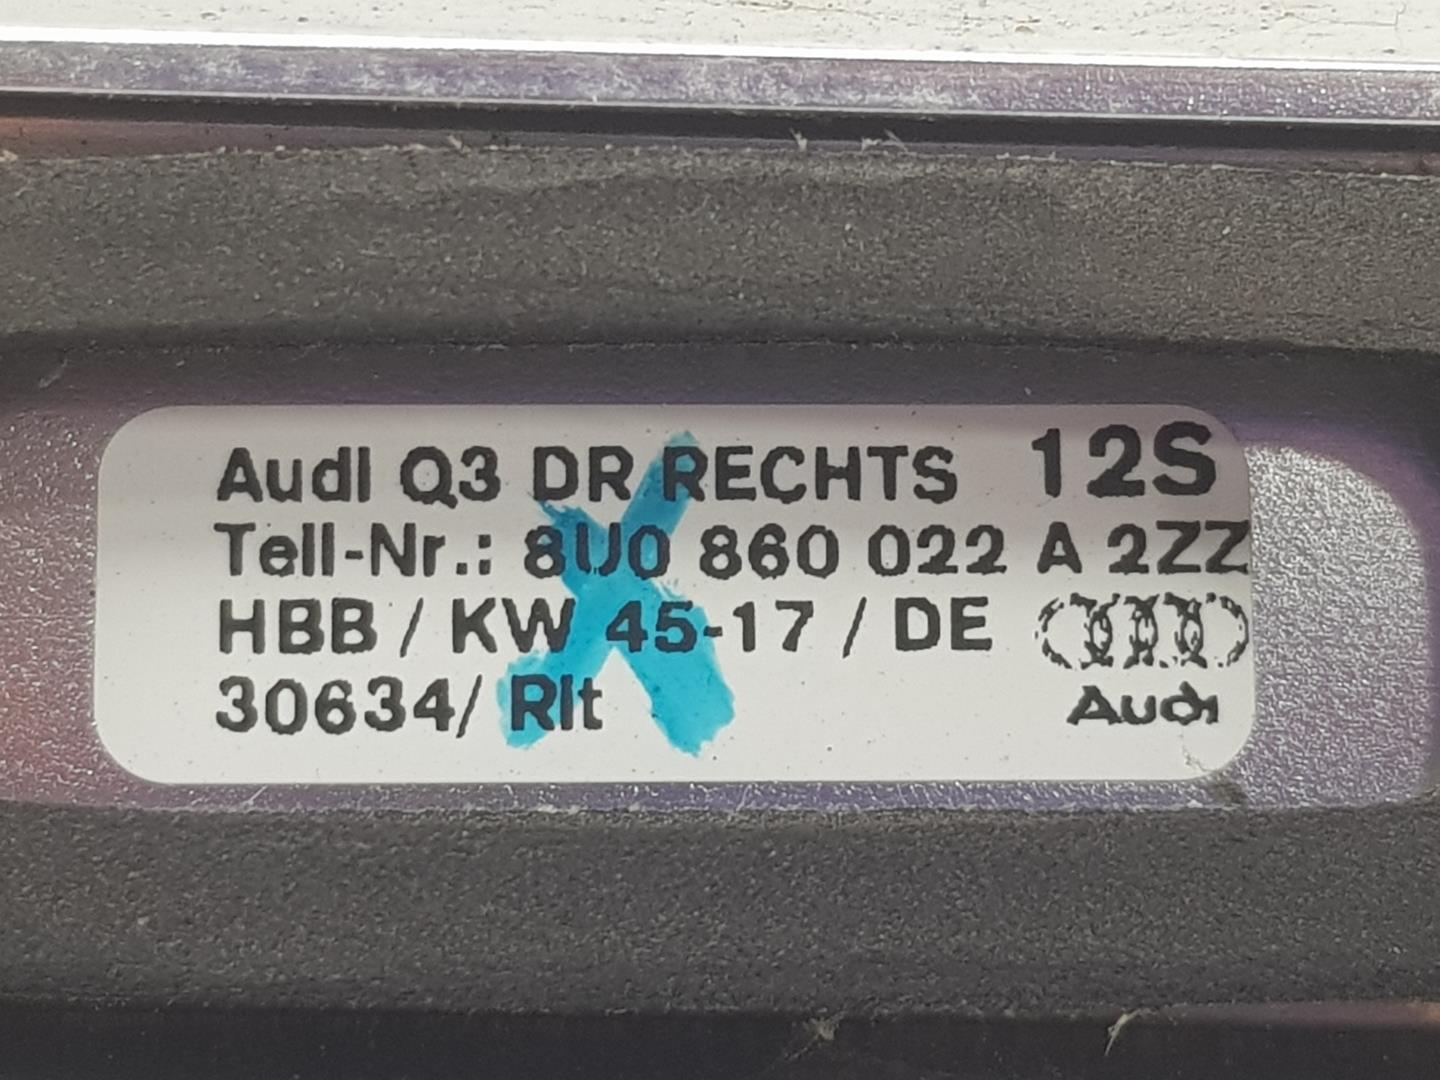 Audi Q3 DR RECHTS 12S
Teil-Nr.: 8U0 860 022 A 2ZZ
HBB / KW 45-17 / DE
30634/ Rlt
Audi